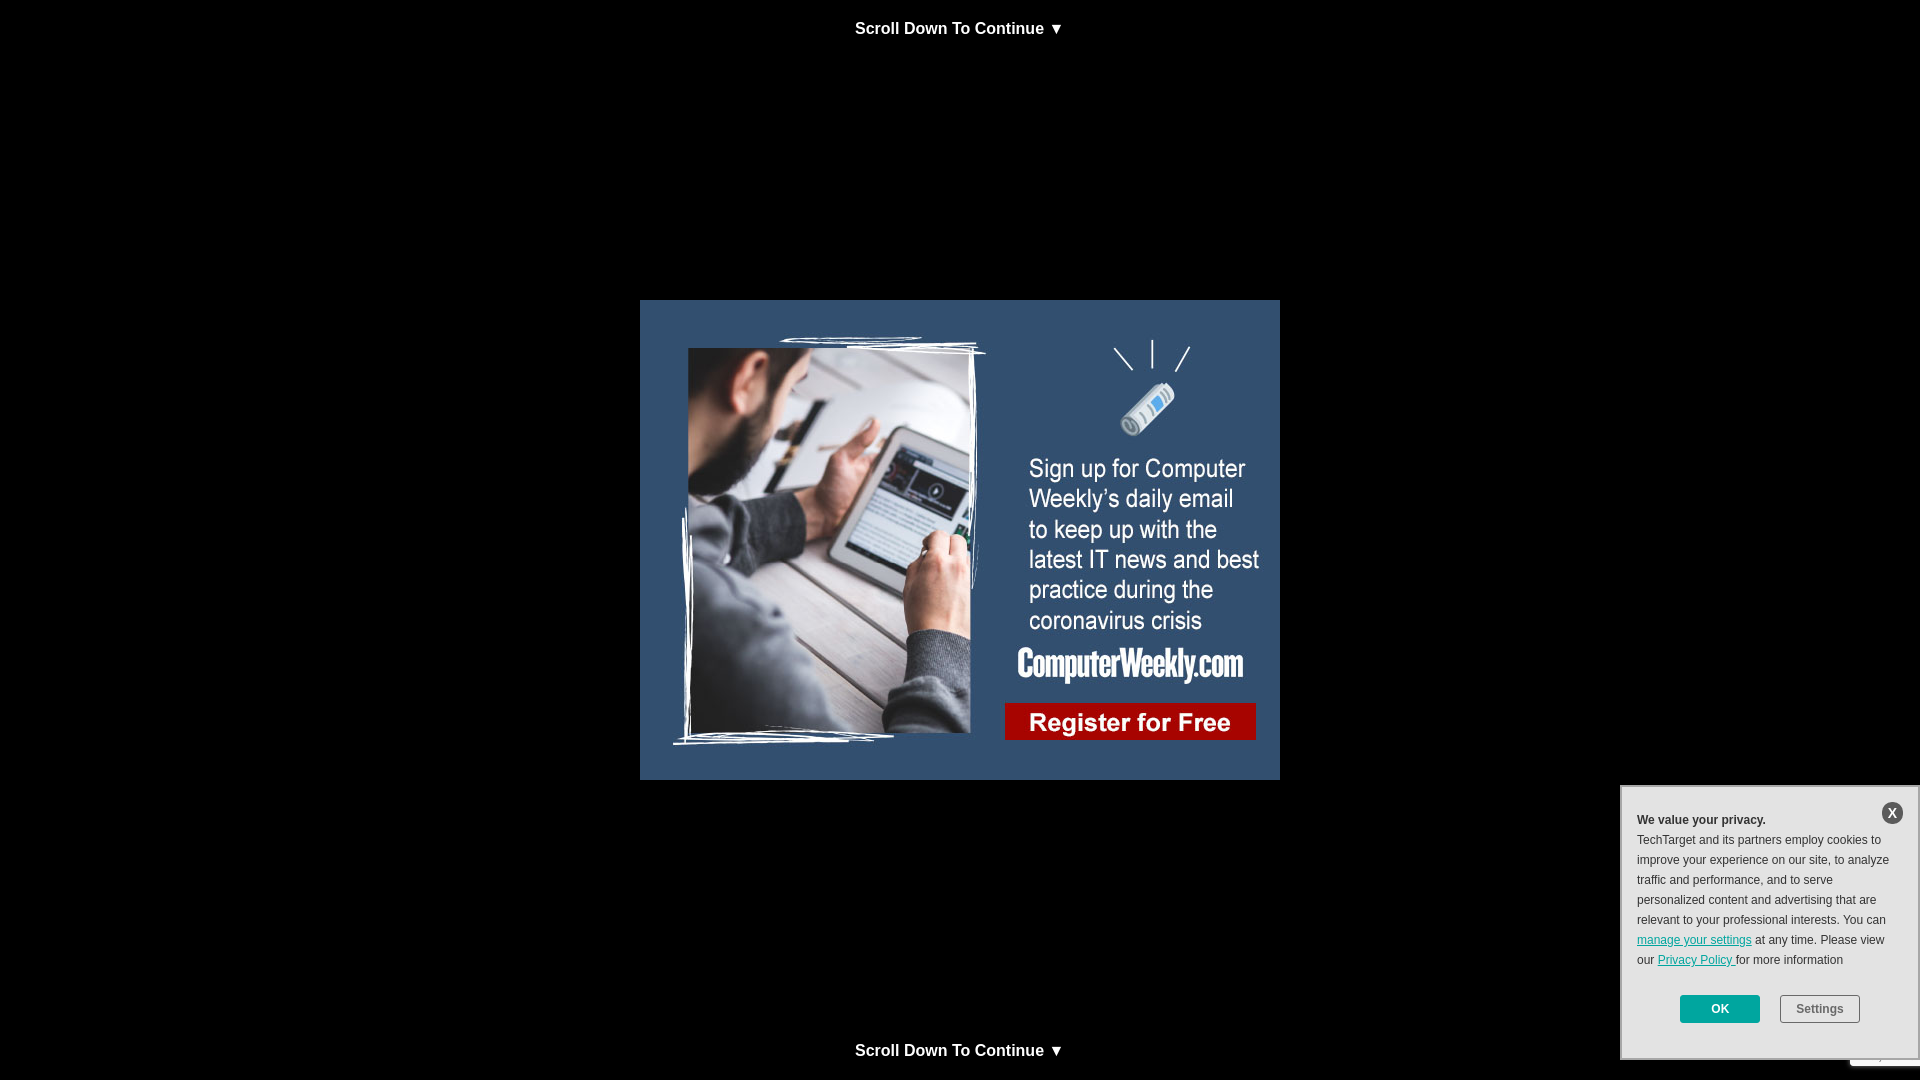 Scroll Down To Continue ▼
Sign up for Computer
Weekly's daily email
to keep up with the
latest IT news and best
practice during the
coronavirus crisis
ComputerWeekly.com
Register for Free
X
We value your privacy.
TechTarget and its partners employ cookies to
improve your experience on our site, to analyze
traffic and performance, and to serve
personalized content and advertising that are
relevant to your professional interests. You can
manage your settings at any time. Please view
our Privacy Policy for more information
OK
Settings
Scroll Down To Continue ▼